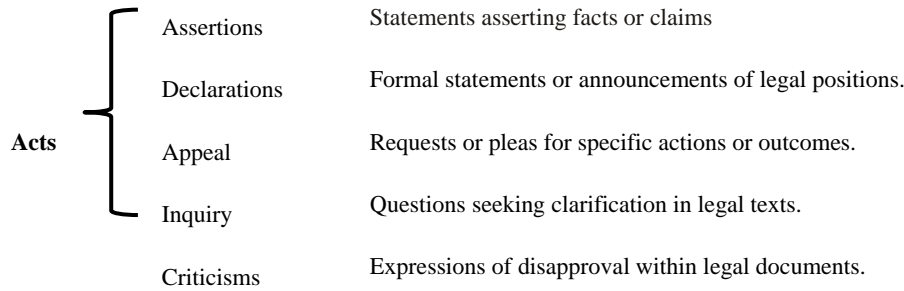 Assertions Statements asserting facts or claims
Declarations Formal statements or announcements of legal positions.
Acts
Appeal Requests or pleas for specific actions or outcomes.
Inquiry Questions seeking clarification in legal texts.
Criticisms Expressions of disapproval within legal documents.